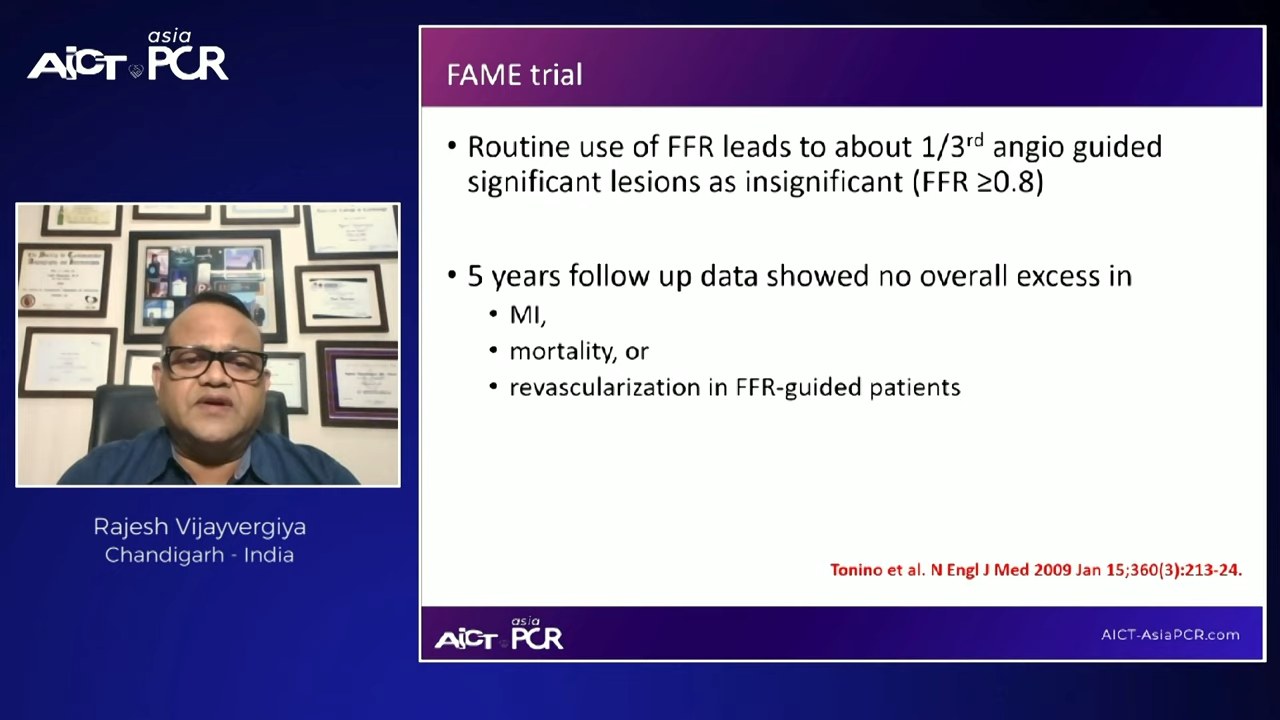 asia
AICT PCR
FAME trial
• Routine use of FFR leads to about 1/3rd angio guided
significant lesions as insignificant (FFR ≥0.8)
• 5 years follow up data showed no overall excess in
• MI,
• mortality, or
• revascularization in FFR-guided patients
Rajesh Vijayvergiya
Chandigarh - India
Tonino et al. N Engl J Med 2009 Jan 15;360(3):213-24.
asia
AICT PCR
AICT-AsiaPCR.com